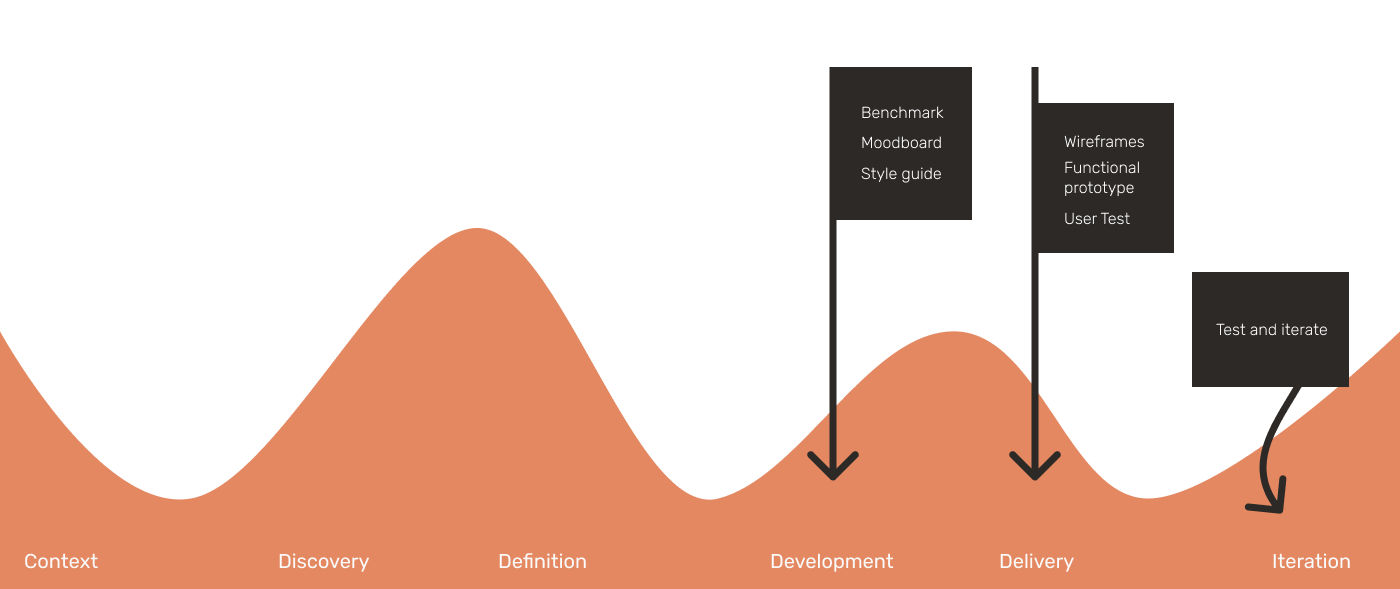 Benchmark
Moodboard
Style guide
Wireframes
Functional
prototype
User Test
Test and iterate
Context
Discovery
Definition
Development
Delivery
Iteration